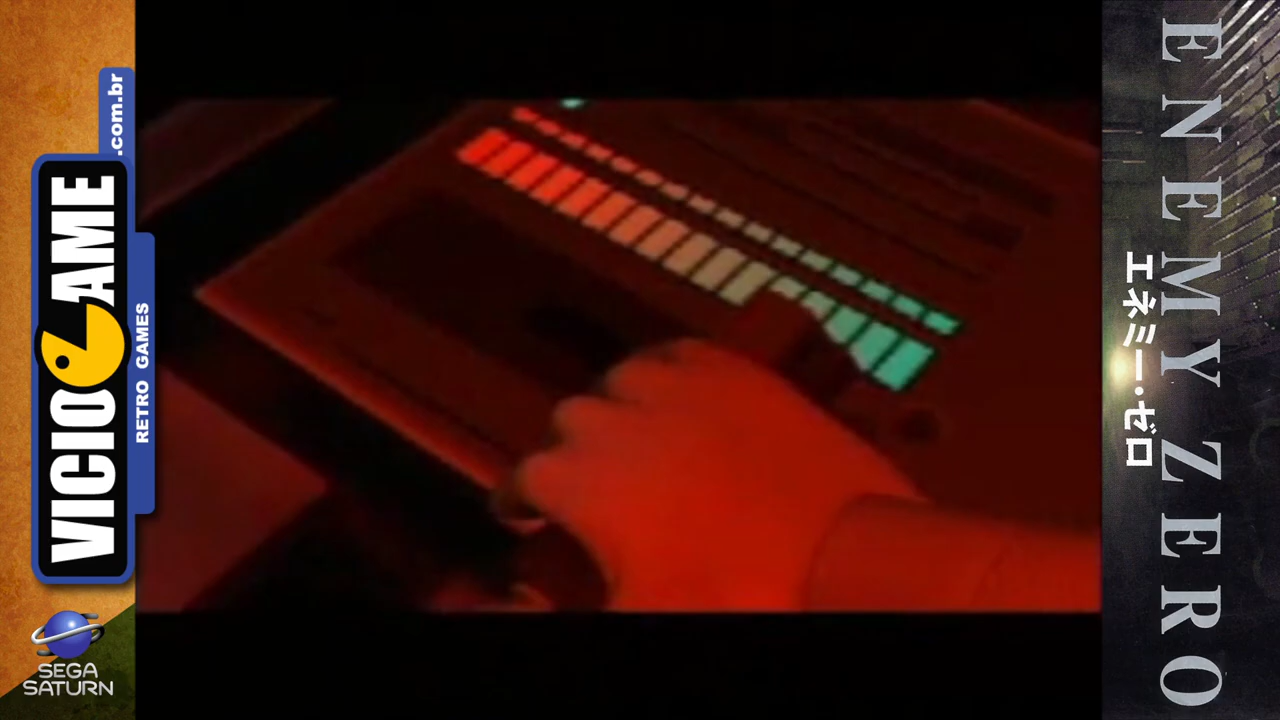 VICIOGAME
.com.br
RETRO GAMES
SEGA
SATURN
ENEMY ZERO
エネミー・ゼロ